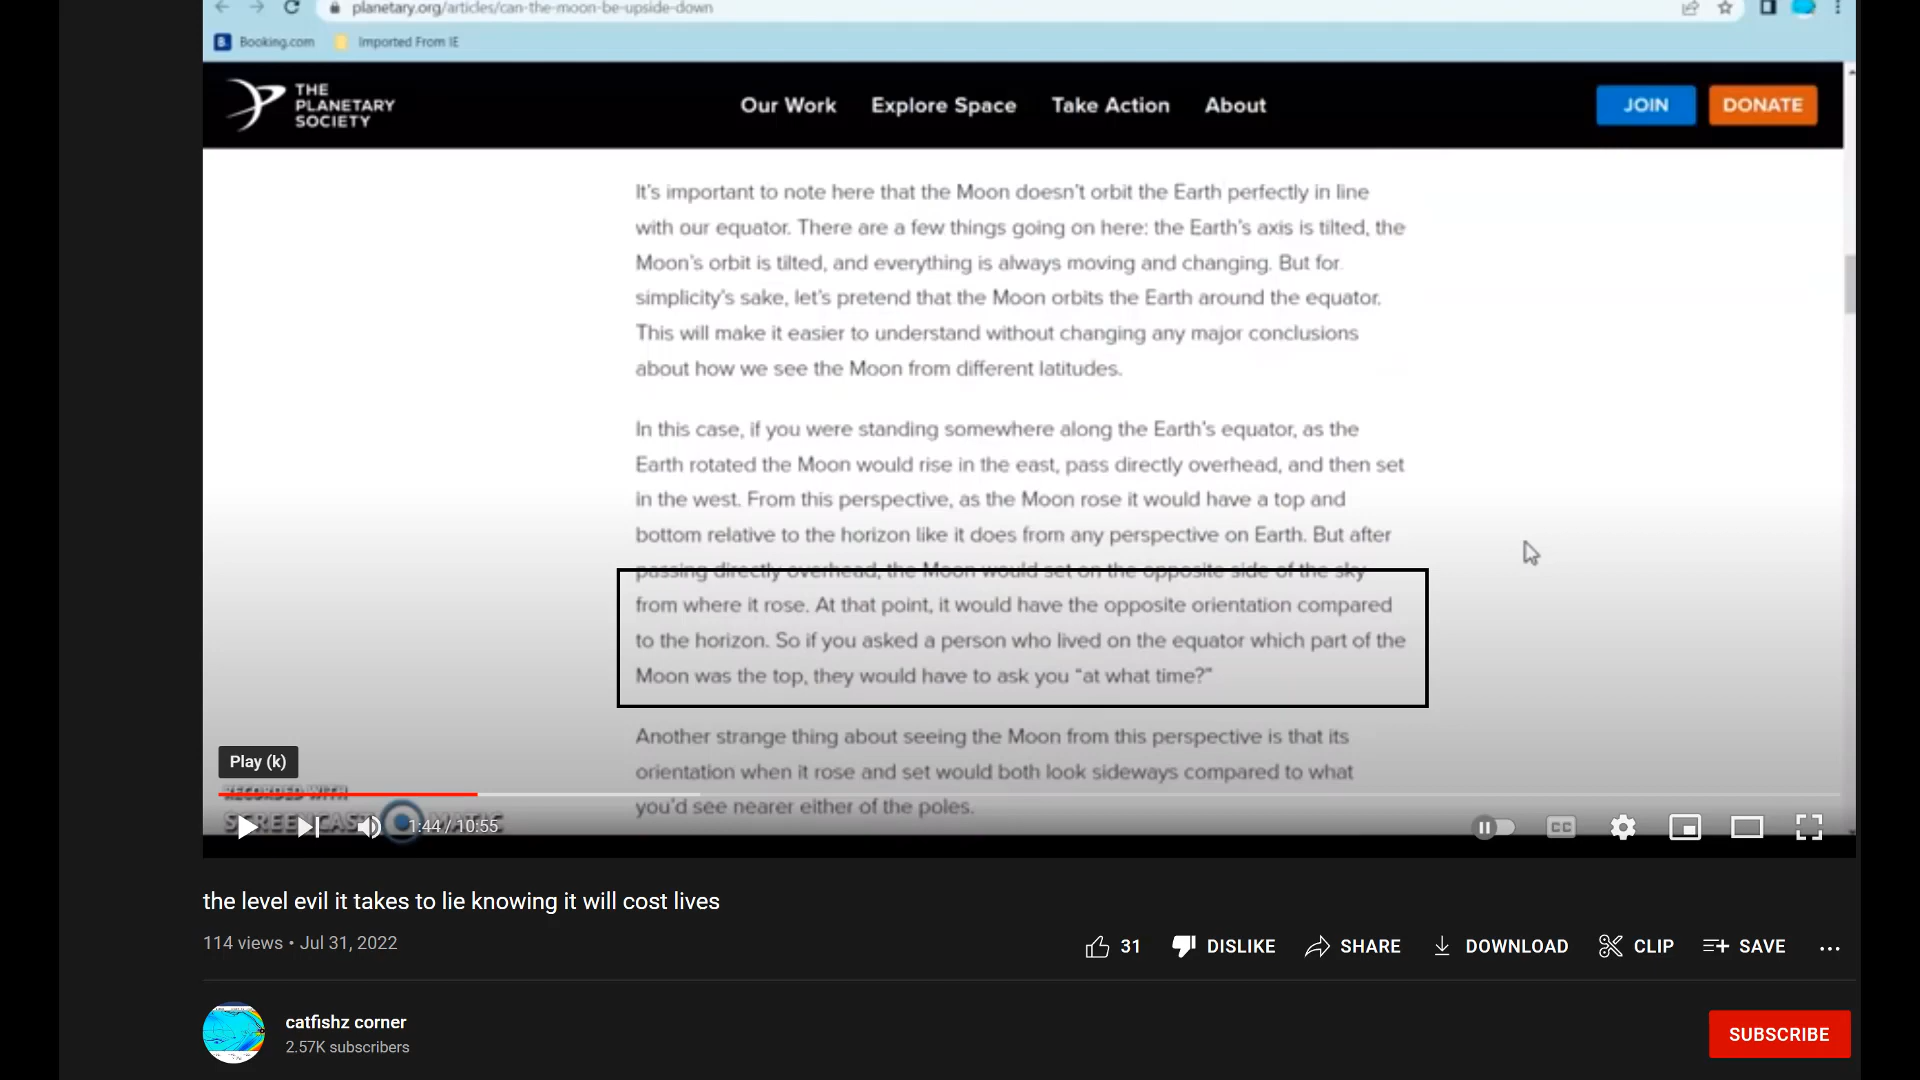 planetary.org/articles/can-the-moon-be-upside-down
B. Booking.com Imported From IE
THE
PLANETARY
SOCIETY
Our Work Explore Space Take Action About
JOIN DONATE
It's important to note here that the Moon doesn't orbit the Earth perfectly in line
with our equator. There are a few things going on here: the Earth's axis is tilted, the
Moon's orbit is tilted, and everything is always moving and changing. But for
simplicity's sake, let's pretend that the Moon orbits the Earth around the equator.
This will make it easier to understand without changing any major conclusions
about how we see the Moon from different latitudes.
In this case, if you were standing somewhere along the Earth's equator, as the
Earth rotated the Moon would rise in the east, pass directly overhead, and then set
in the west. From this perspective, as the Moon rose it would have a top and
bottom relative to the horizon like it does from any perspective on Earth. But after
passing directly overhead, the Moon would set on the opposite side of the sky
from where it rose. At that point, it would have the opposite orientation compared
to the horizon. So if you asked a person who lived on the equator which part of the
Moon was the top, they would have to ask you "at what time?"
Another strange thing about seeing the Moon from this perspective is that its
orientation when it rose and set would both look sideways compared to what
you'd see nearer either of the poles.
Play (k)
RECORDED WITH
1:44 / 10:55
CC
the level evil it takes to lie knowing it will cost lives
114 views • Jul 31, 2022
31 DISLIKE SHARE DOWNLOAD CLIP SAVE ...
catfishz corner
2.57K subscribers
SUBSCRIBE